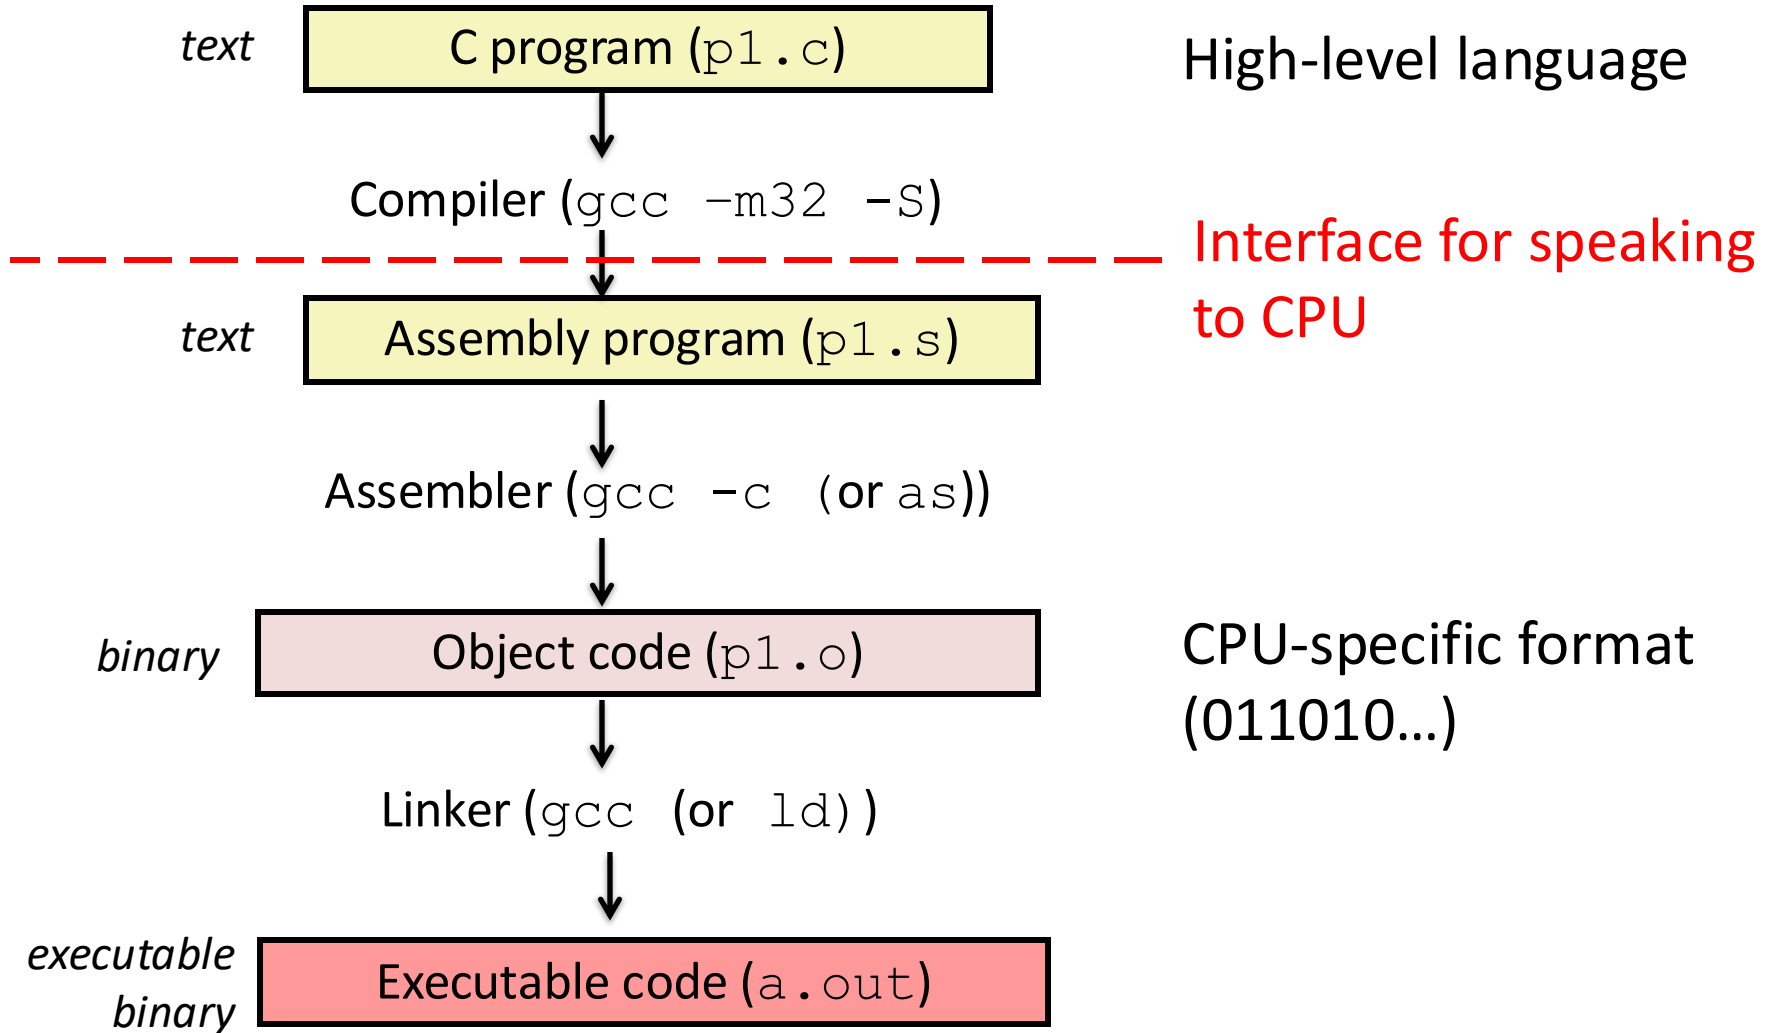 text
C program (p1.c)
High-level language
Compiler (gcc –m32 -S)
Interface for speaking
to CPU
text
Assembly program (p1.s)
Assembler (gcc -c (or as))
binary
Object code (p1.o)
CPU-specific format
(011010…)
Linker (gcc (or ld))
executable
binary
Executable code (a.out)